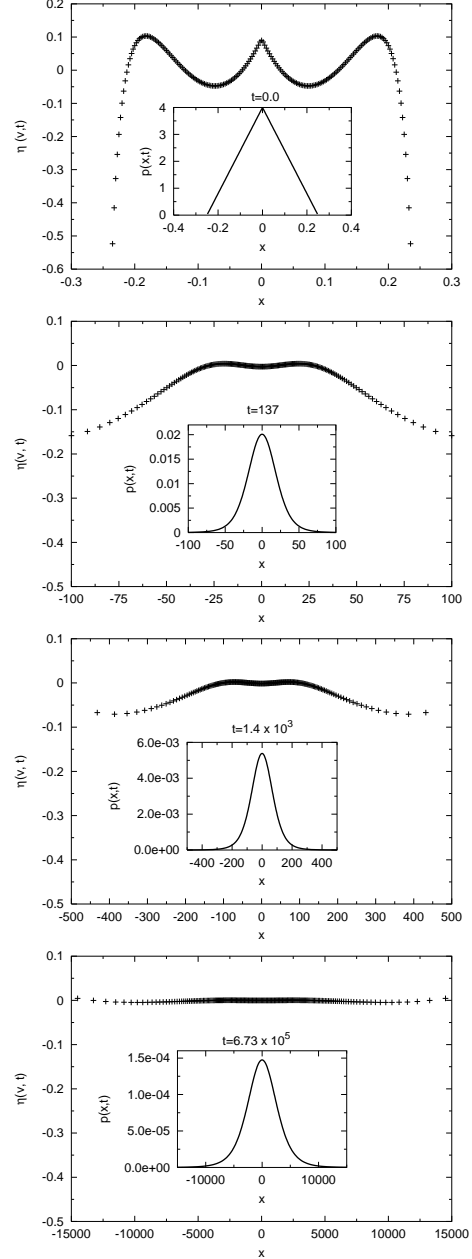 0.2
0.1
0
-0.1
-0.2
-0.3
-0.4
-0.5
-0.6
η (v,t)
-0.3 -0.2 -0.1 0 0.1 0.2 0.3
x
t=0.0
4
3
2
1
0
p(x,t)
-0.4 -0.2 0 0.2 0.4
x
0.1
0
-0.1
-0.2
-0.3
-0.4
-0.5
η(v, t)
-100 -75 -50 -25 0 25 50 75 100
x
t=137
0.02
0.015
0.01
0.005
0
p(x,t)
-100 -50 0 50 100
x
0.1
0
-0.1
-0.2
-0.3
-0.4
-0.5
η(v, t)
-500 -400 -300 -200 -100 0 100 200 300 400 500
x
t=1.4 x 10³
6.0e-03
4.0e-03
2.0e-03
0.0e+00
p(x,t)
-400 -200 0 200 400
x
0.1
0
-0.1
-0.2
-0.3
-0.4
-0.5
η(v, t)
-15000 -10000 -5000 0 5000 10000 15000
x
t=6.73 x 10⁵
1.5e-04
1.0e-04
5.0e-05
0.0e+00
p(x,t)
-10000 0 10000
x